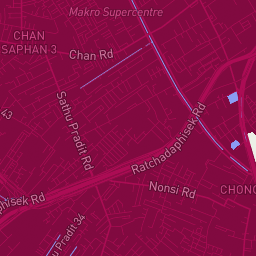 Makro Supercentre
CHAN
SAPHAN 3
Chan Rd
43
Sathu Pradit Rd
Ratchadaphisek Rd
Nonsi Rd
CHONG
phisek Rd
Pradit 34